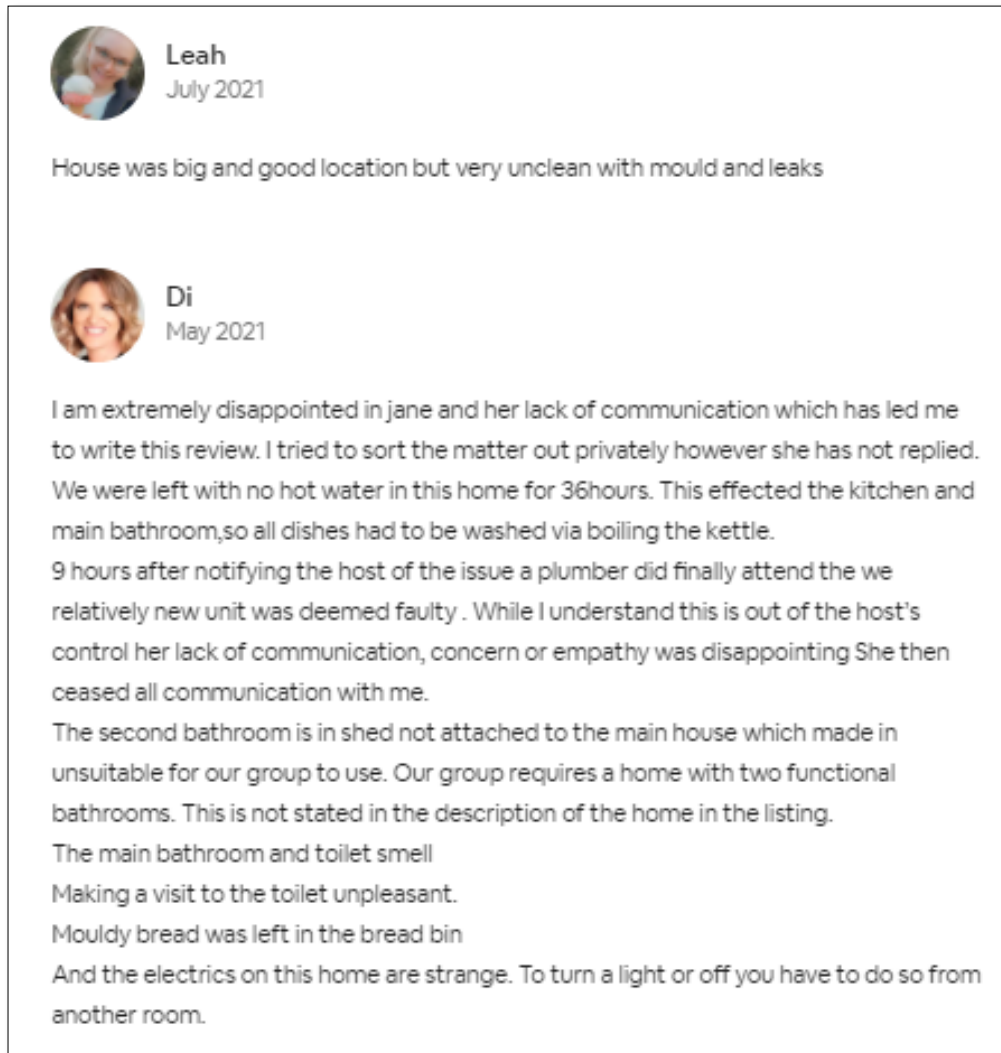 Leah
July 2021
House was big and good location but very unclean with mould and leaks
Di
May 2021
I am extremely disappointed in jane and her lack of communication which has led me
to write this review. I tried to sort the matter out privately however she has not replied.
We were left with no hot water in this home for 36hours. This effected the kitchen and
main bathroom,so all dishes had to be washed via boiling the kettle.
9 hours after notifying the host of the issue a plumber did finally attend the we
relatively new unit was deemed faulty . While I understand this is out of the host's
control her lack of communication, concern or empathy was disappointing She then
ceased all communication with me.
The second bathroom is in shed not attached to the main house which made in
unsuitable for our group to use. Our group requires a home with two functional
bathrooms. This is not stated in the description of the home in the listing.
The main bathroom and toilet smell
Making a visit to the toilet unpleasant.
Mouldy bread was left in the bread bin
And the electrics on this home are strange. To turn a light or off you have to do so from
another room.